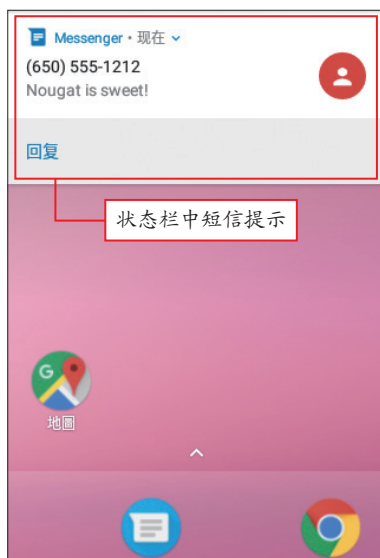 Messenger • 现在
(650) 555-1212
Nougat is sweet!
回复
状态栏中短信提示
G
地圖